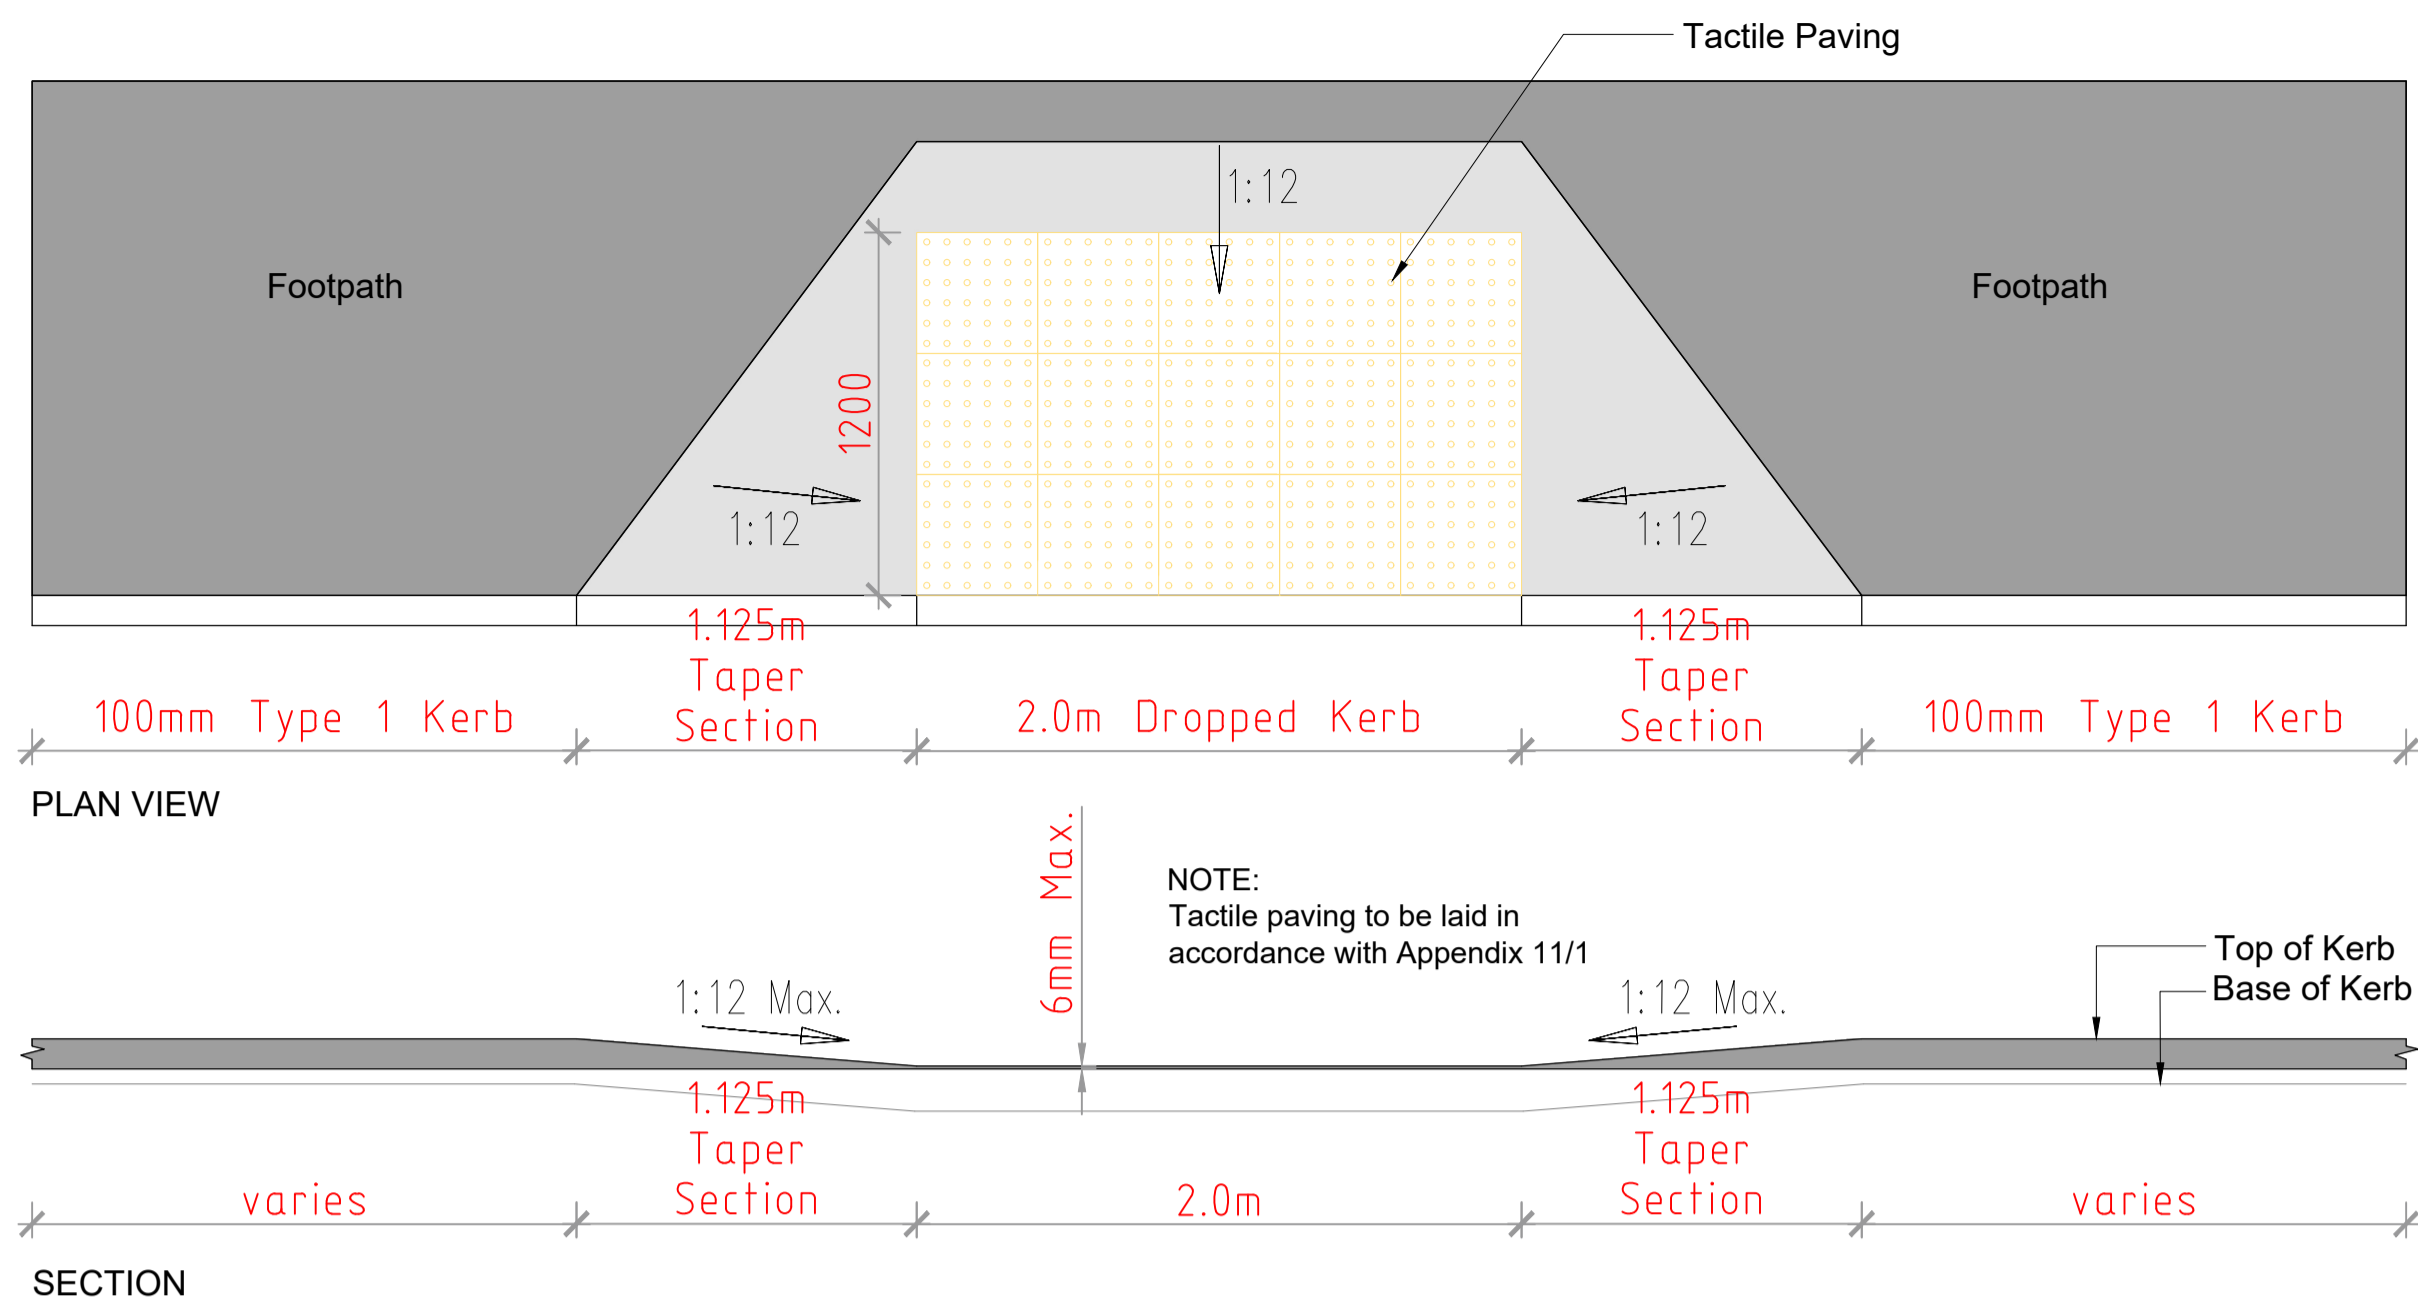 Tactile Paving
1:12
Footpath
Footpath
1200
1:12
1:12
1.125m
Taper
Section
1.125m
Taper
Section
100mm Type 1 Kerb
2.0m Dropped Kerb
100mm Type 1 Kerb
PLAN VIEW
6mm Max.
NOTE:
Tactile paving to be laid in
accordance with Appendix 11/1
Top of Kerb
Base of Kerb
1:12 Max.
1:12 Max.
1.125m
Taper
Section
1.125m
Taper
Section
varies
2.0m
varies
SECTION